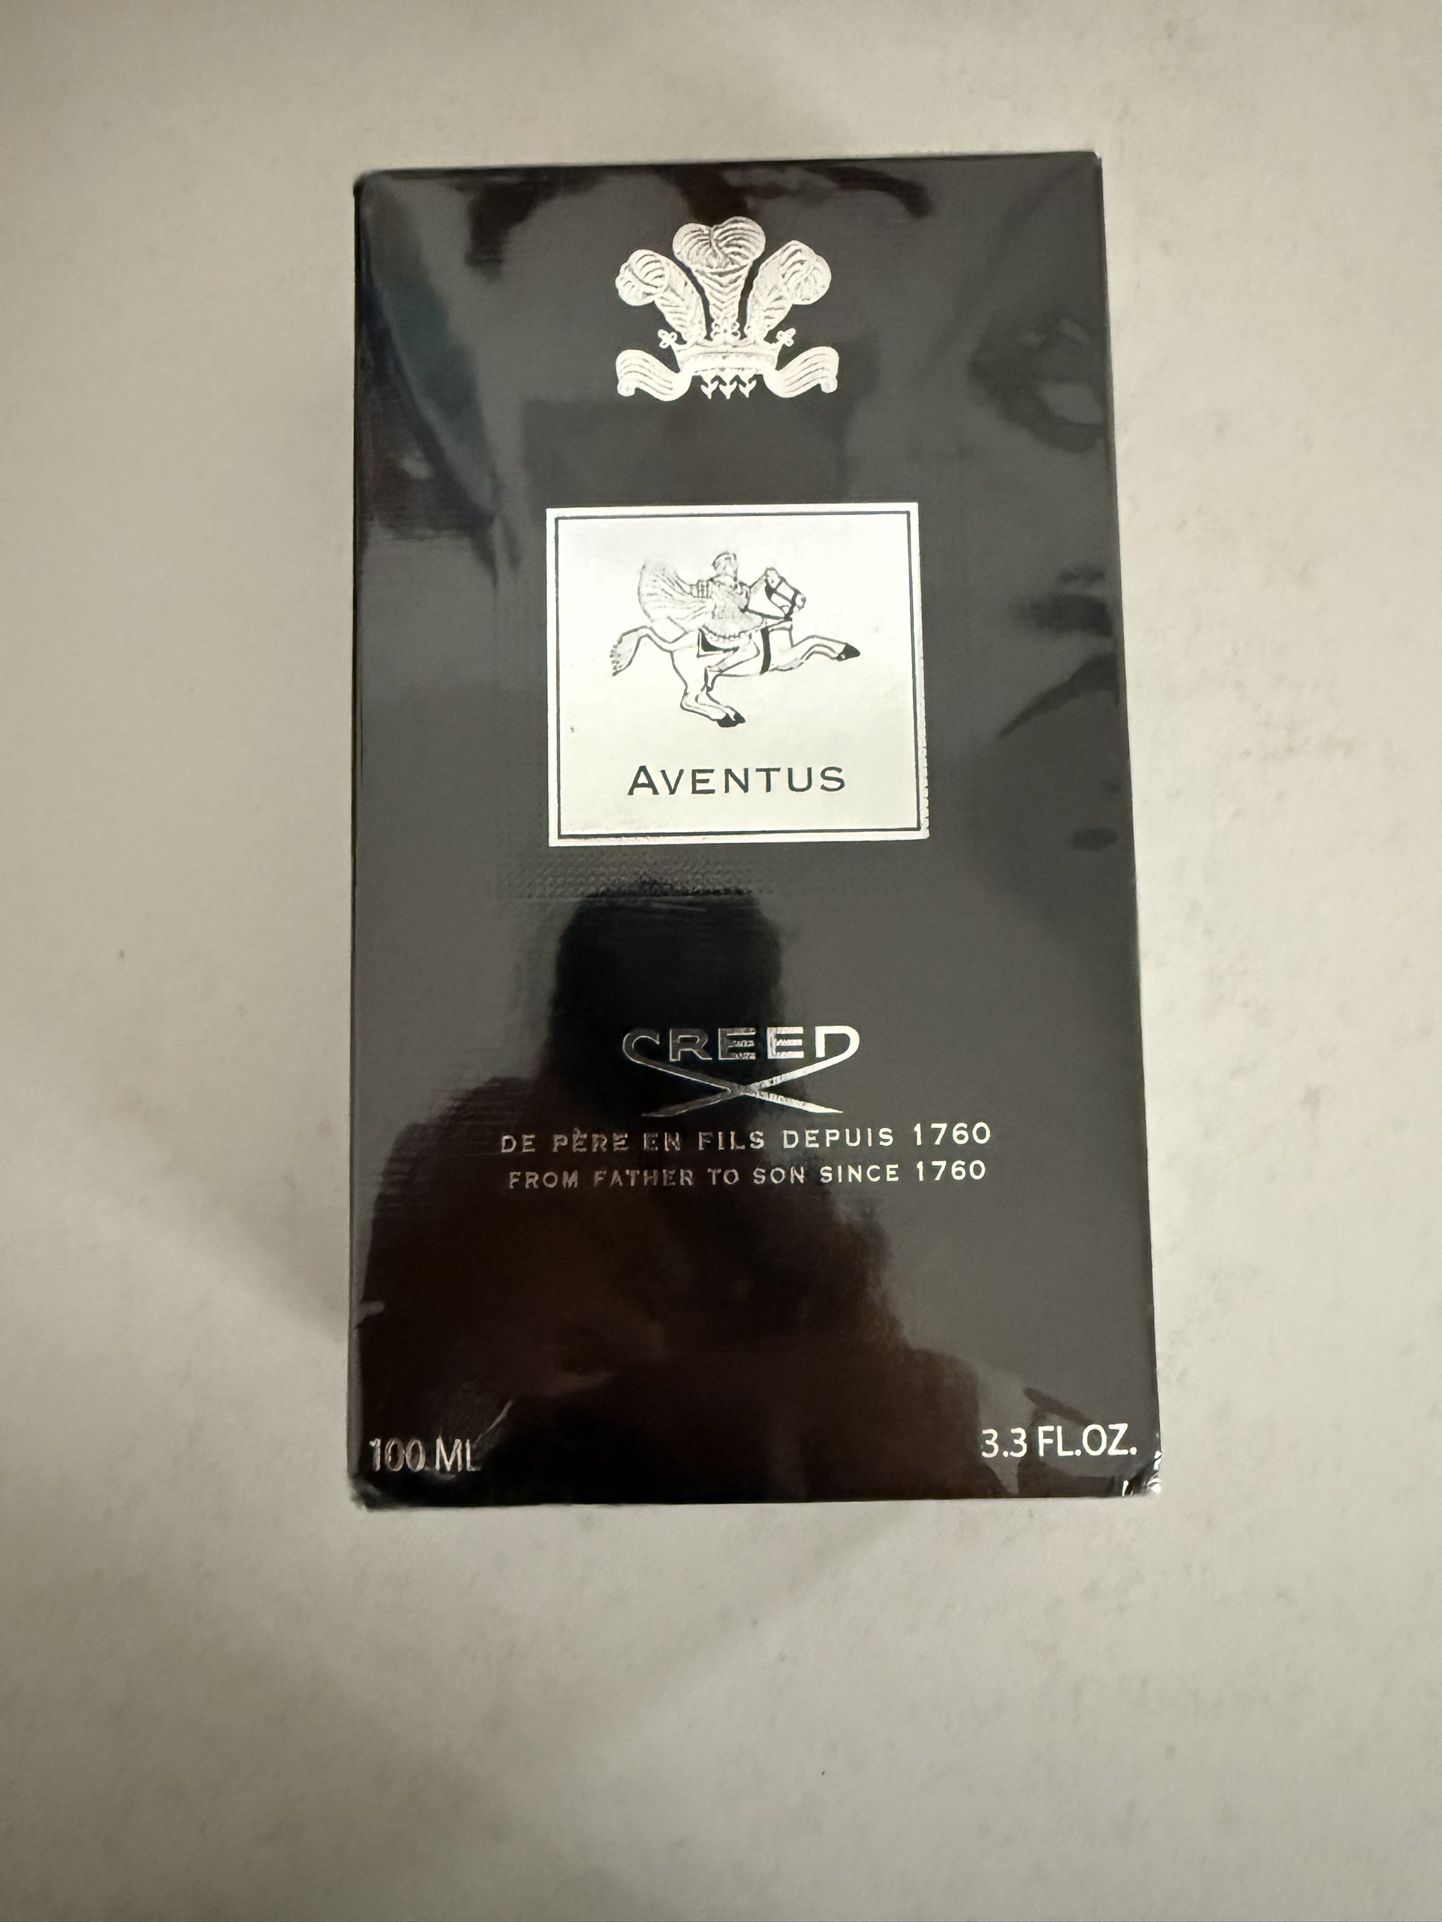 AVENTUS
CREED
DE PÈRE EN FILS DEPUIS 1760
FROM FATHER TO SON SINCE 1760
100 ML
3.3 FL.OZ.